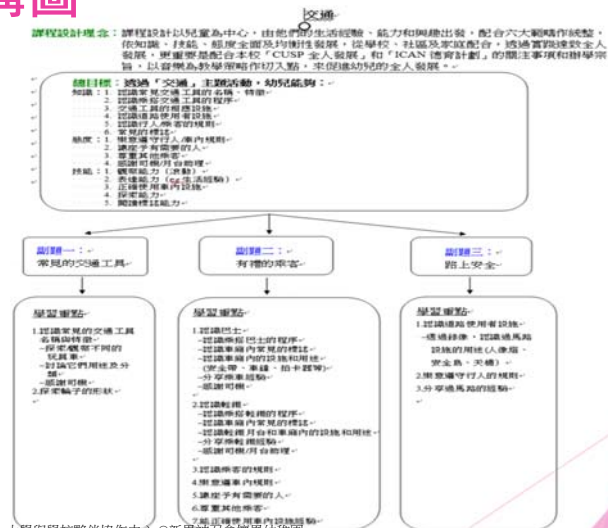 再圖
交通
課程設計理念：課程設計以兒童為中心，由他們的生活經驗、能力和興趣出發，配合六大範疇作統整，
依知識、技能、態度全面及均衡性發展，從學校、社區及家庭配合，透過實踐達致全人
發展，更重要是配合本校「CUSP 全人發展」和「ICAN 德育計劃」的關注事項和辦學宗
旨，以音樂為教學策略作切入點，來促進幼兒的全人發展。
總目標：透過「交通」主題活動，幼兒能夠：
知識：1. 認識常見交通工具的名稱、特徵
2. 認識乘搭交通工具的程序
3. 交通工具的相應設施
4. 認識道路使用者設施
5. 認識行人/乘客的規則
6. 常見的標誌
態度：1. 樂意遵守行人/車內規則
2. 讓座予有需要的人
3. 尊重其他乘客
4. 感謝司機/月台助理
技能：1. 觀察能力（滾動）
2. 表達能力（e.g生活經驗）
3. 正確使用車內設施
4. 探索能力
5. 閱讀標誌能力
副題一：
常見的交通工具
副題二：
有禮的乘客
副題三：
路上安全
學習重點
1.認識常見的交通工具
名稱與特徵
-探索/觀察不同的
玩具車
-討論它們用途及分
類
-感謝司機
2.探索輪子的形狀
學習重點
1.認識巴士
-認識乘搭巴士的程序
-認識車廂內常見的標誌
-認識車廂內的設施和用途
(安全帶、車鐘、拍卡器等)
-分享乘車經驗
-感謝司機
2.認識輕鐵
-認識乘搭輕鐵的程序
-認識車廂內常見的標誌
-認識輕鐵月台和車廂內的設施和用途
-分享乘輕鐵經驗
-感謝司機/月台助理
3.認識乘客的規則
4.樂意遵車內規則
5.讓座予有需要的人
6.尊重其他乘客
7.能正確使用車內設施經驗
學習重點
1.認識道路使用者設施
-透過錄像，認識過馬路
設施的用途(人像燈、
安全島、天橋)
2.樂意遵守行人的規則
3.分享過馬路的經驗